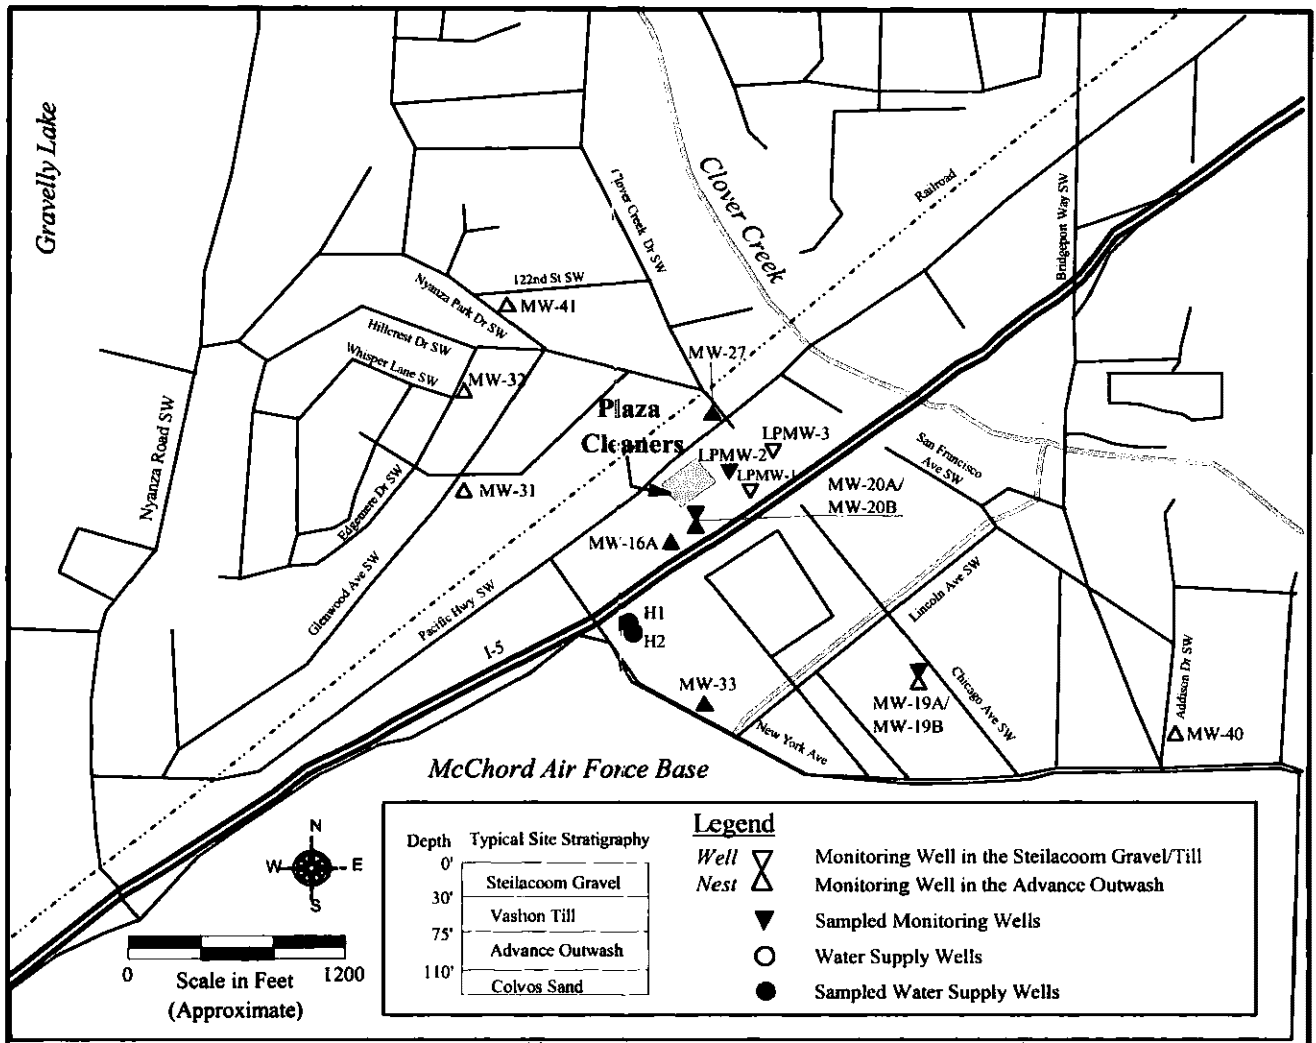 Gravelly Lake
Clover Creek Dr SW
Clover Creek
Railroad
Bridgeport Way SW
122nd St SW
Nyanza Park Dr SW
MW-41
Hillcrest Dr SW
Whisper Lane SW
MW-32
MW-27
Nyanza Road SW
Plaza
Cleaners
LPMW-3
LPMW-2
LPMW-1
San Francisco
Ave SW
MW-20A/
MW-20B
MW-31
Edgemere Dr SW
MW-16A
Glenwood Ave SW
Pacific Hwy SW
I-5
H1
H2
Lincoln Ave SW
MW-33
MW-19A/
MW-19B
Chicago Ave SW
Addison Dr SW
MW-40
New York Ave
McChord Air Force Base
N
W
E
S
0
1200
Scale in Feet
(Approximate)
Depth Typical Site Stratigraphy
0'
Steilacoom Gravel
30'
Vashon Till
75'
Advance Outwash
110'
Colvos Sand
Legend
Well
Nest
Monitoring Well in the Steilacoom Gravel/Till
Monitoring Well in the Advance Outwash
Sampled Monitoring Wells
Water Supply Wells
Sampled Water Supply Wells